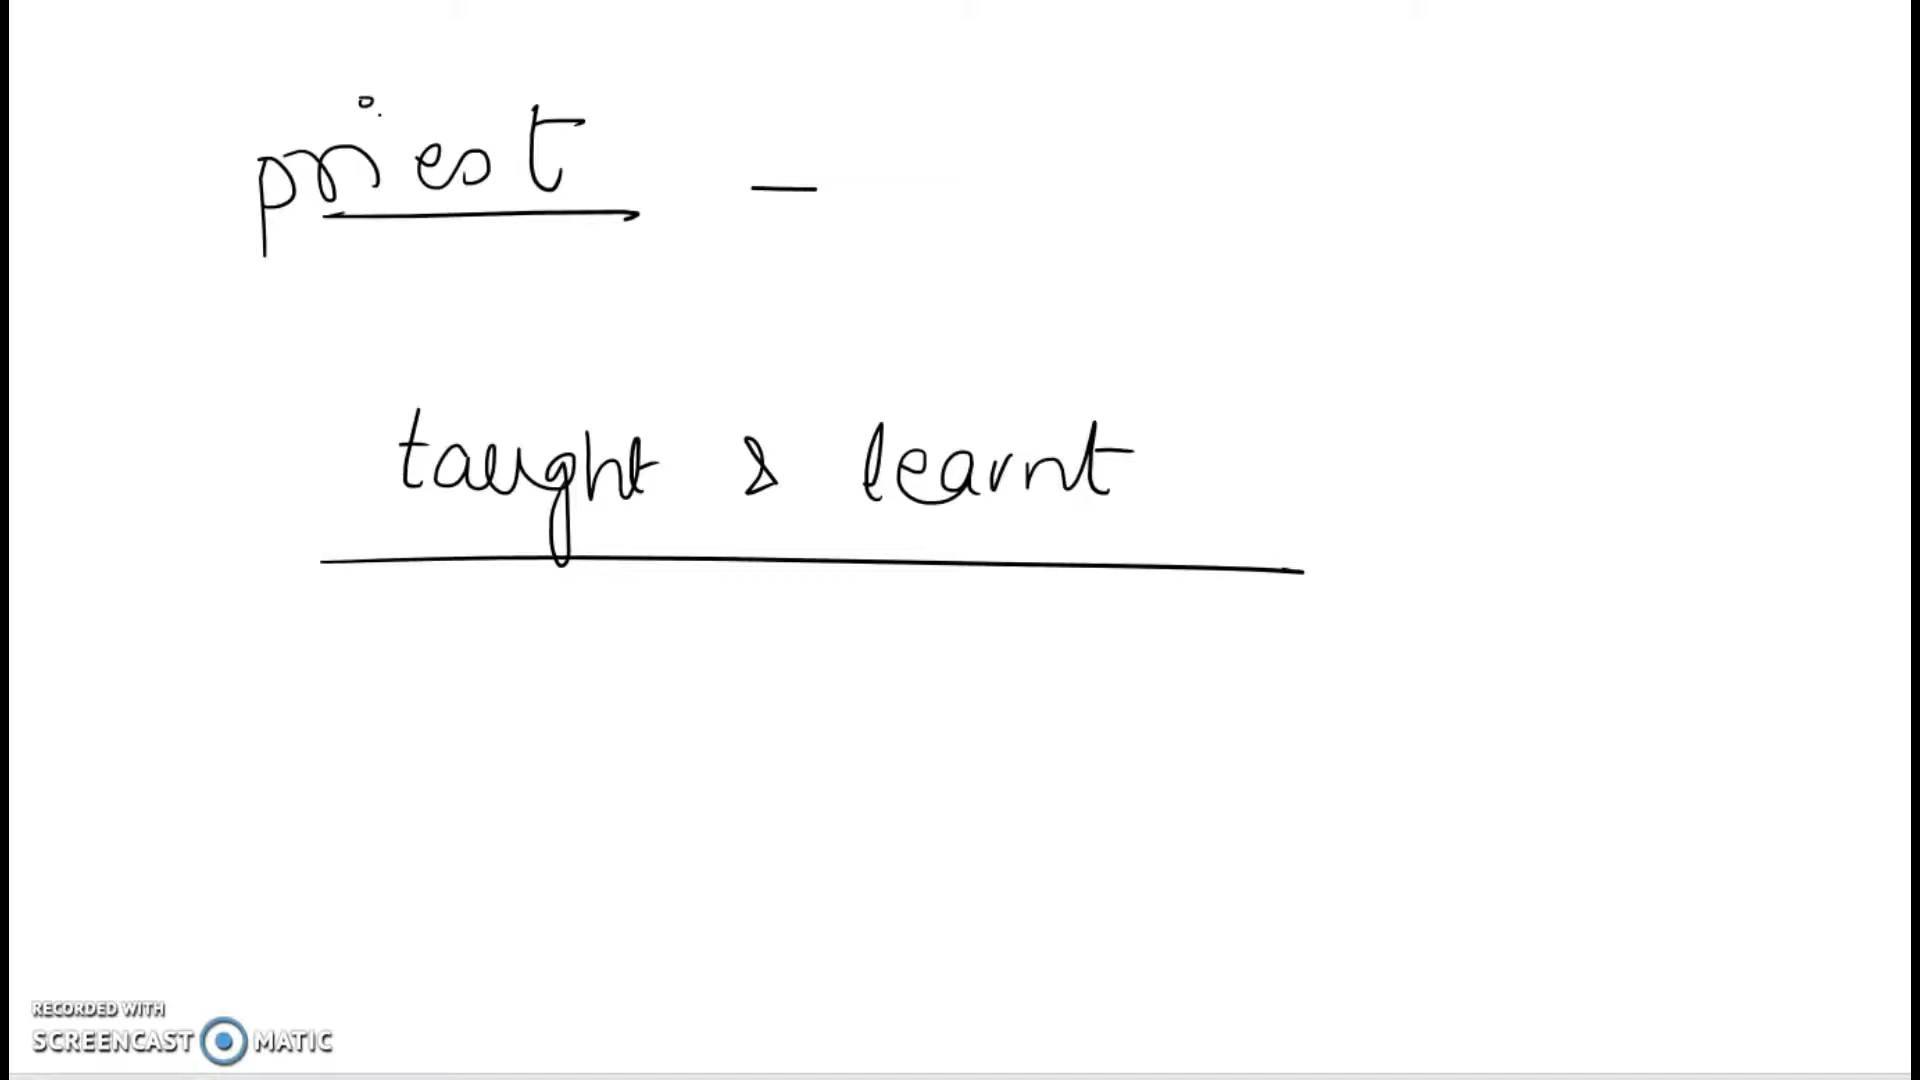 priest —
taught & learnt
RECORDED WITH
SCREENCAST MATIC